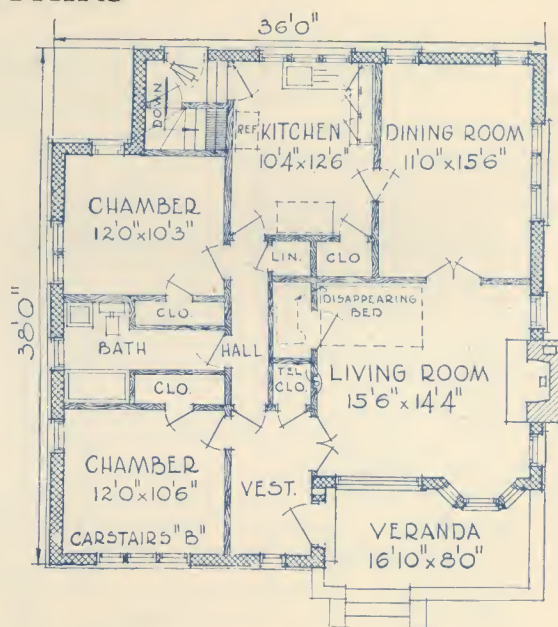 36'0"
38'0"
DOWN
REF
KITCHEN
10'4"x12'6"
DINING ROOM
11'0"x15'6"
CHAMBER
12'0"x10'3"
LIN.
CLO
CLO.
DISAPPEARING
BED
BATH
HALL
TEL
CLO.
LIVING ROOM
15'6"x14'4"
CLO.
CHAMBER
12'0"x10'6"
VEST.
CARSTAIRS "B"
VERANDA
16'10"x8'0"